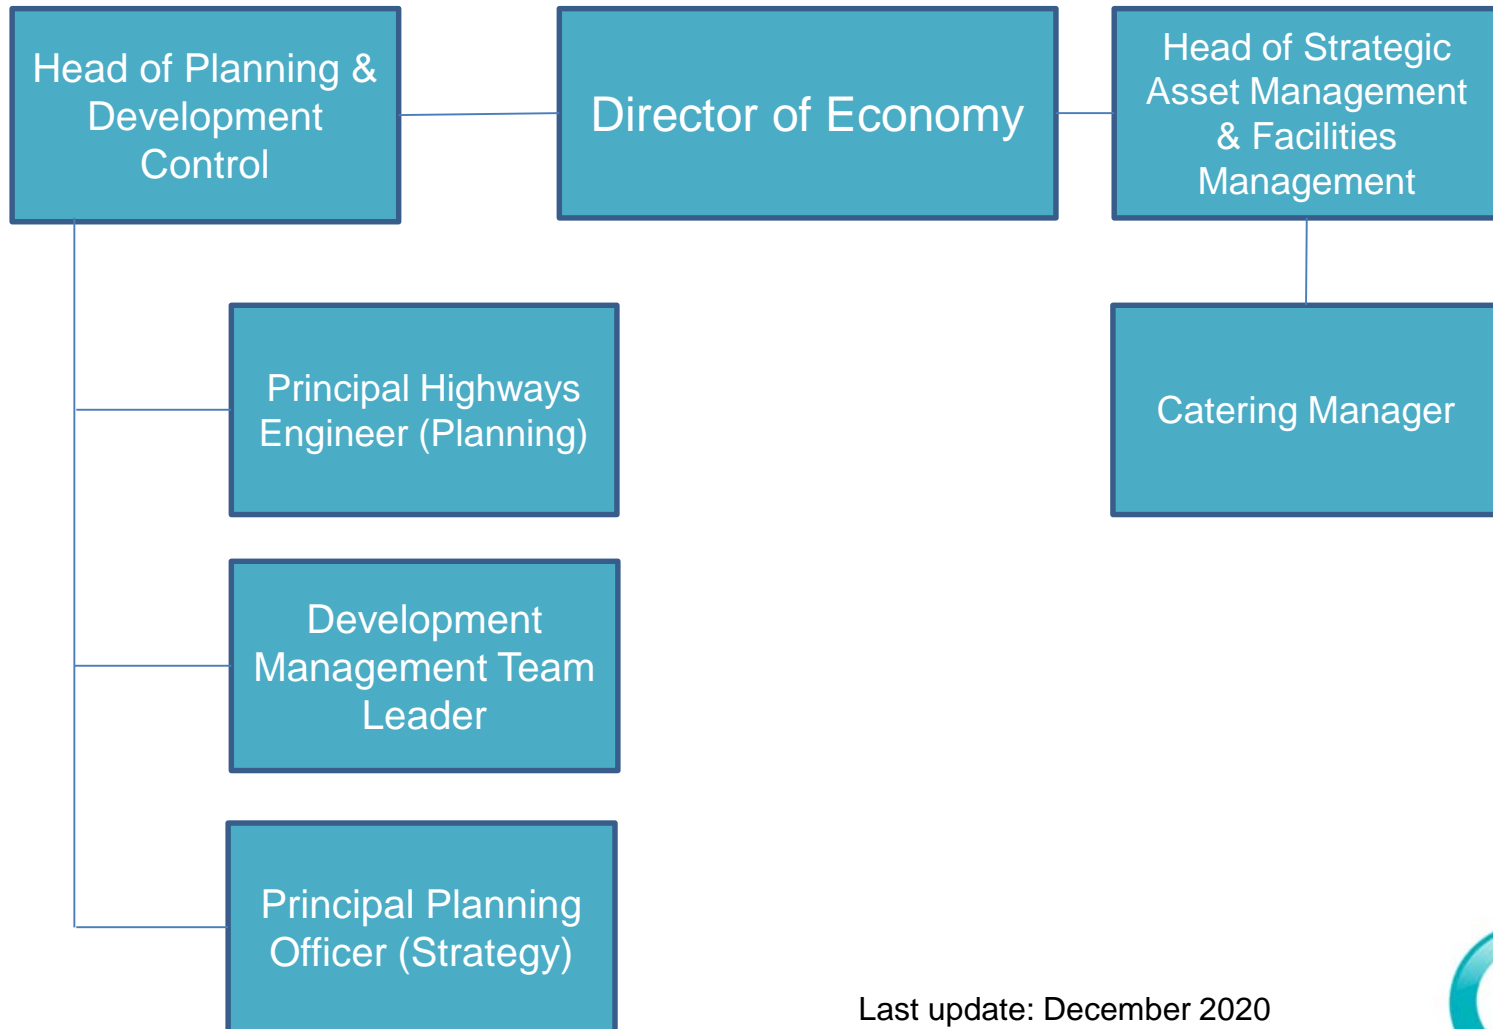 Head of Planning &
Development
Control
Director of Economy
Head of Strategic
Asset Management
& Facilities
Management
Principal Highways
Engineer (Planning)
Catering Manager
Development
Management Team
Leader
Principal Planning
Officer (Strategy)
Last update: December 2020